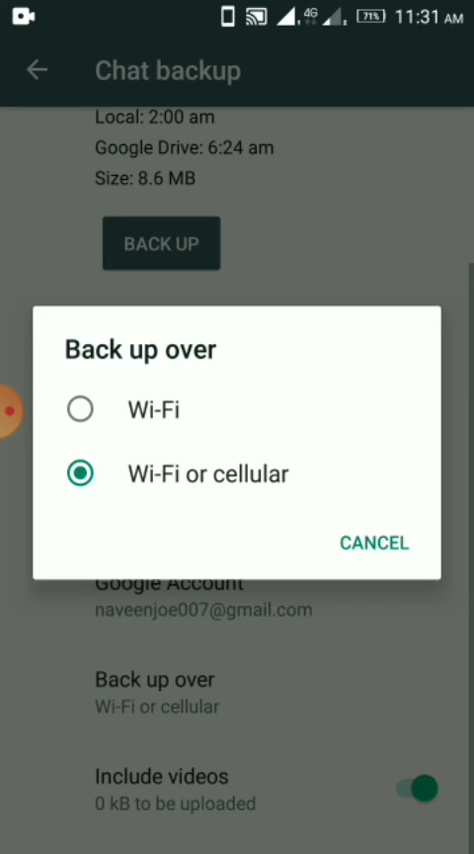 4G 71% 11:31 AM
Chat backup
Local: 2:00 am
Google Drive: 6:24 am
Size: 8.6 MB
BACK UP
Back up over
Wi-Fi
Wi-Fi or cellular
CANCEL
Google Account
naveenjoe007@gmail.com
Back up over
Wi-Fi or cellular
Include videos
0 kB to be uploaded